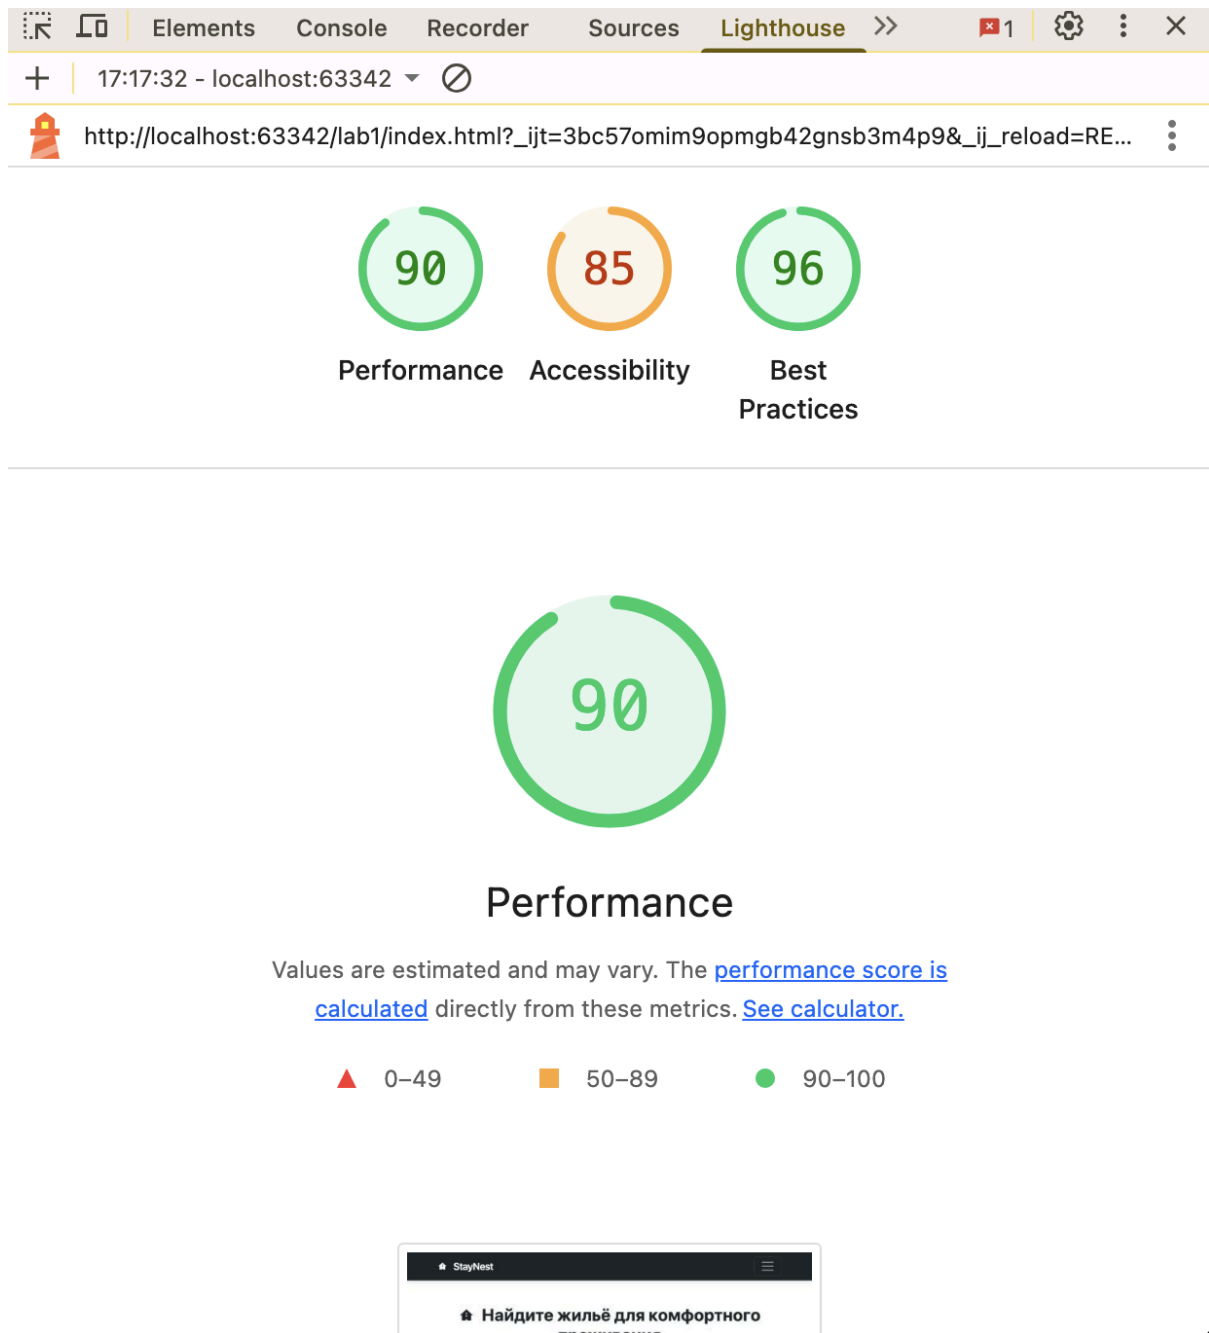 Elements Console Recorder Sources Lighthouse 1
17:17:32 - localhost:63342
http://localhost:63342/lab1/index.html?_ijt=3bc57omim9opmgb42gnsb3m4p9&_ij_reload=RE...
90 85 96
Performance Accessibility Best
Practices
90
Performance
Values are estimated and may vary. The performance score is
calculated directly from these metrics. See calculator.
0–49 50–89 90–100
StayNest
Найдите жильё для комфортного